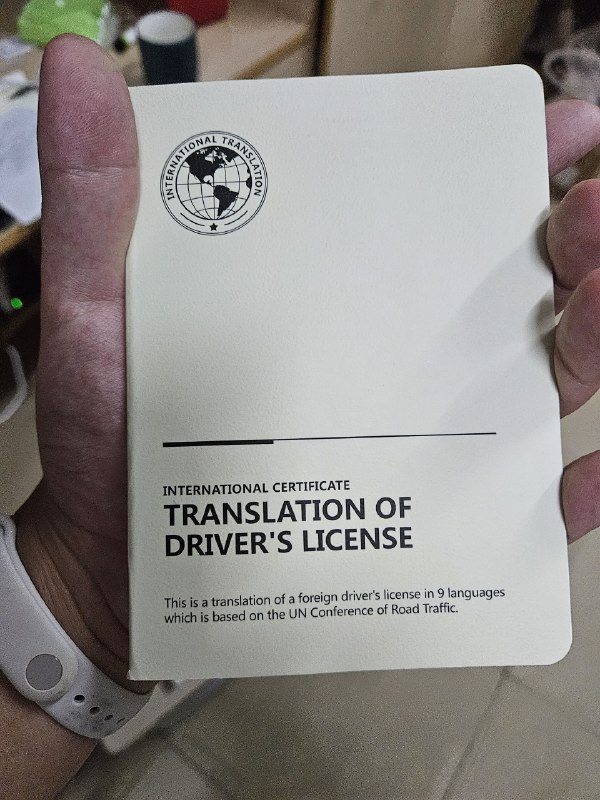 INTERNATIONAL TRANSLATION
INTERNATIONAL CERTIFICATE
TRANSLATION OF
DRIVER'S LICENSE
This is a translation of a foreign driver's license in 9 languages
which is based on the UN Conference of Road Traffic.